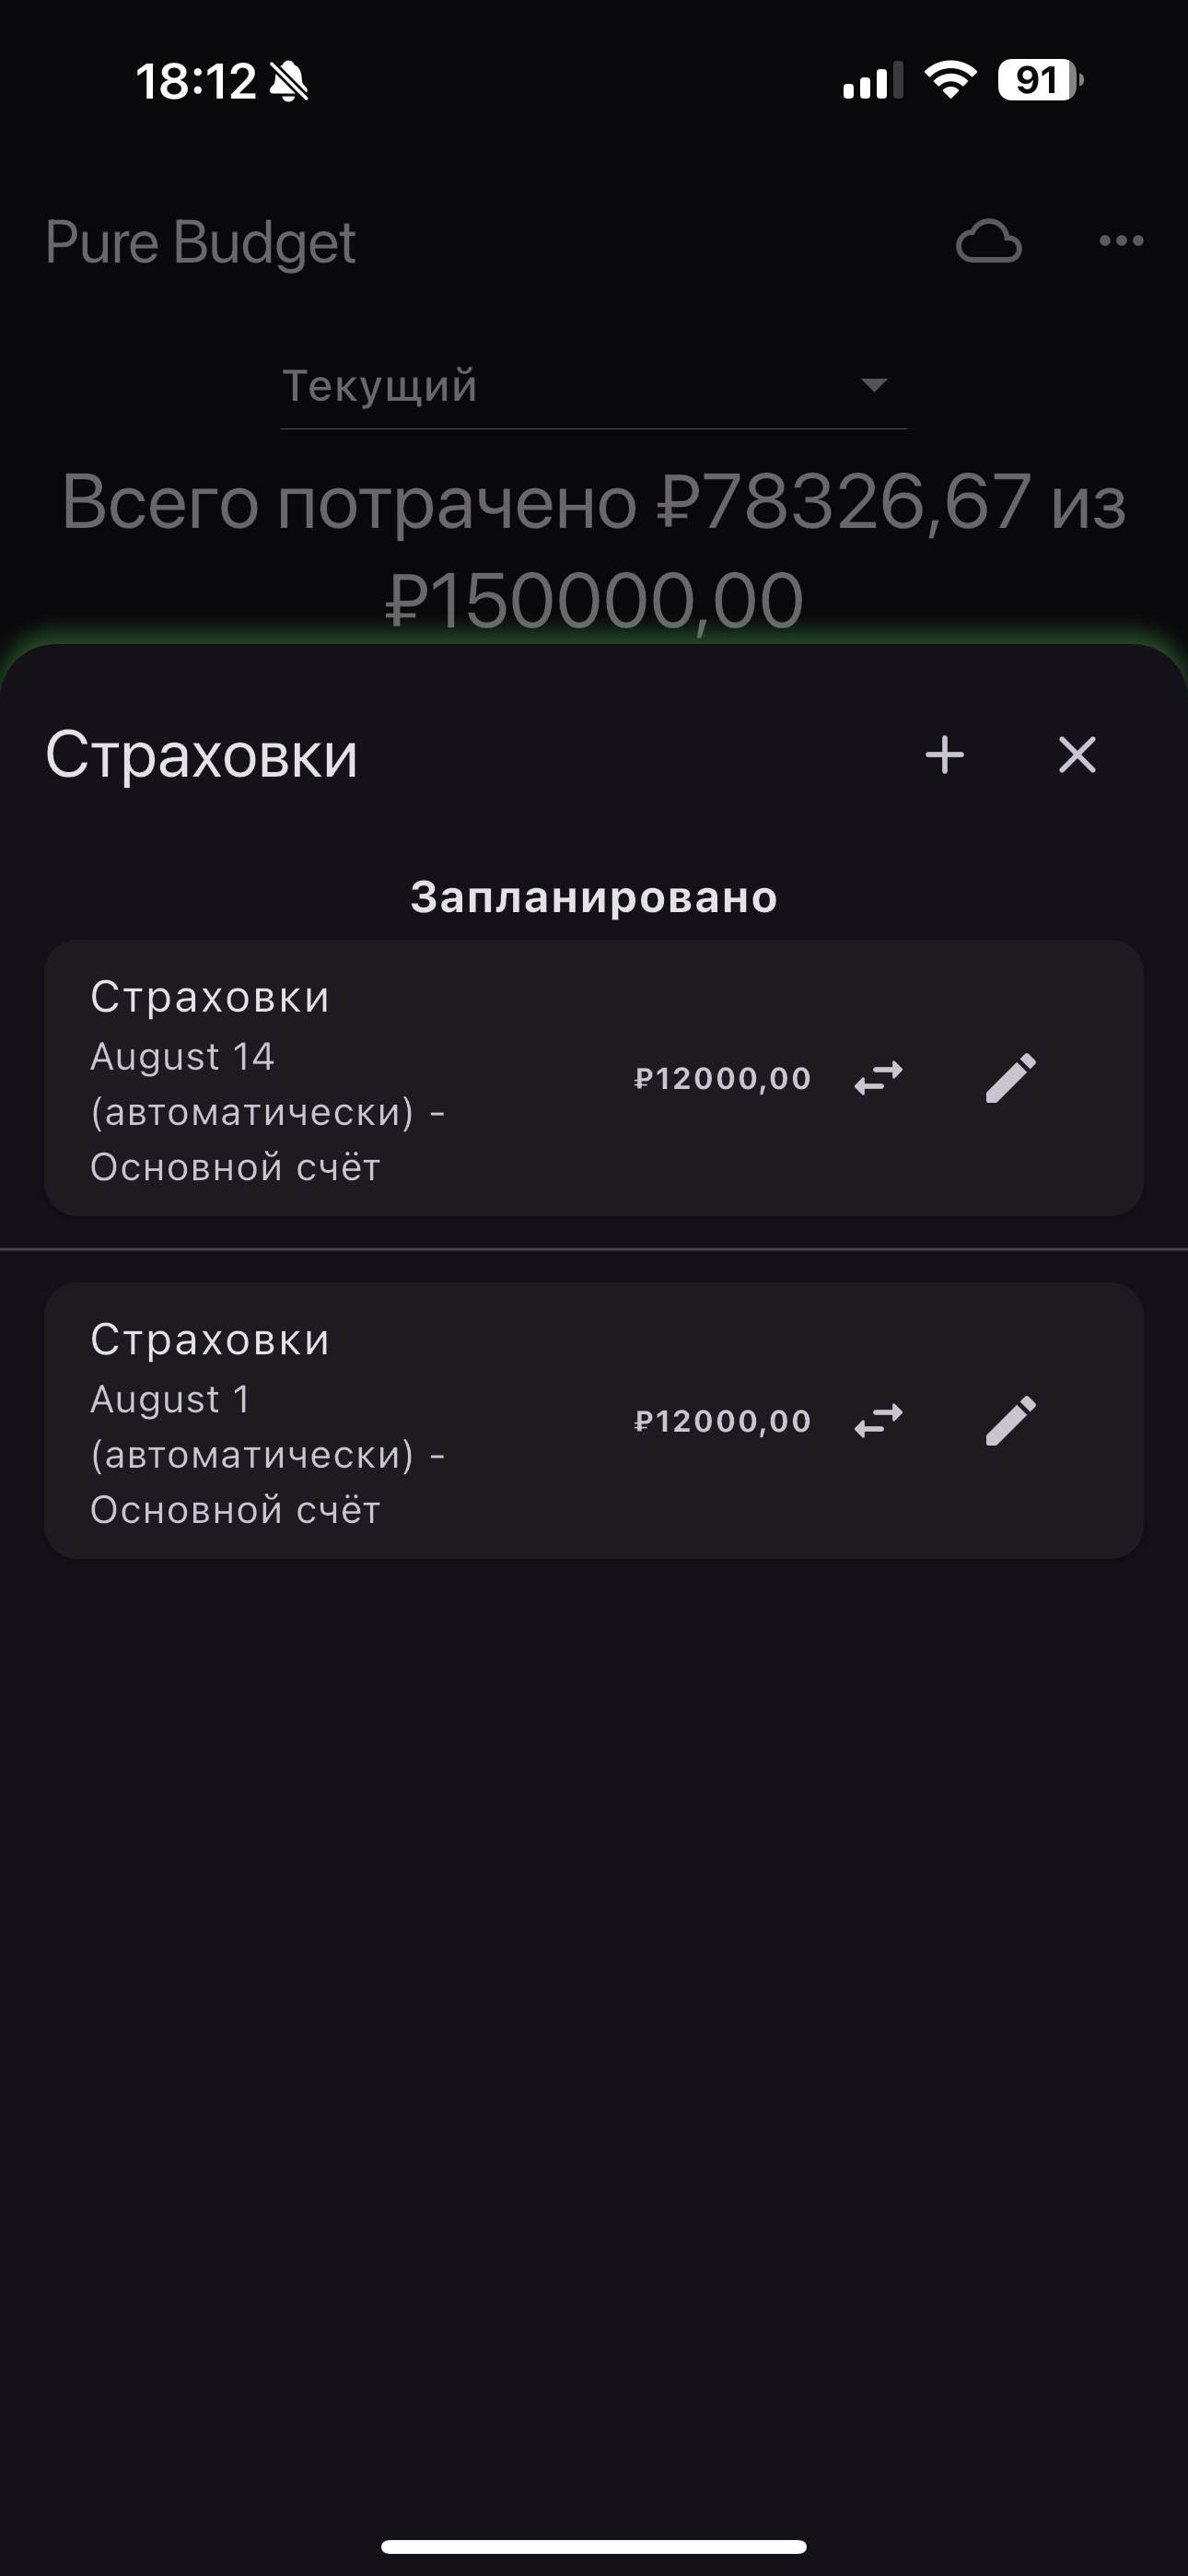 18:12
91
Pure Budget
Текущий
Всего потрачено ₽78326,67 из
₽150000,00
Страховки
Запланировано
Страховки
August 14
(автоматически) -
Основной счёт
₽12000,00
Страховки
August 1
(автоматически) -
Основной счёт
₽12000,00